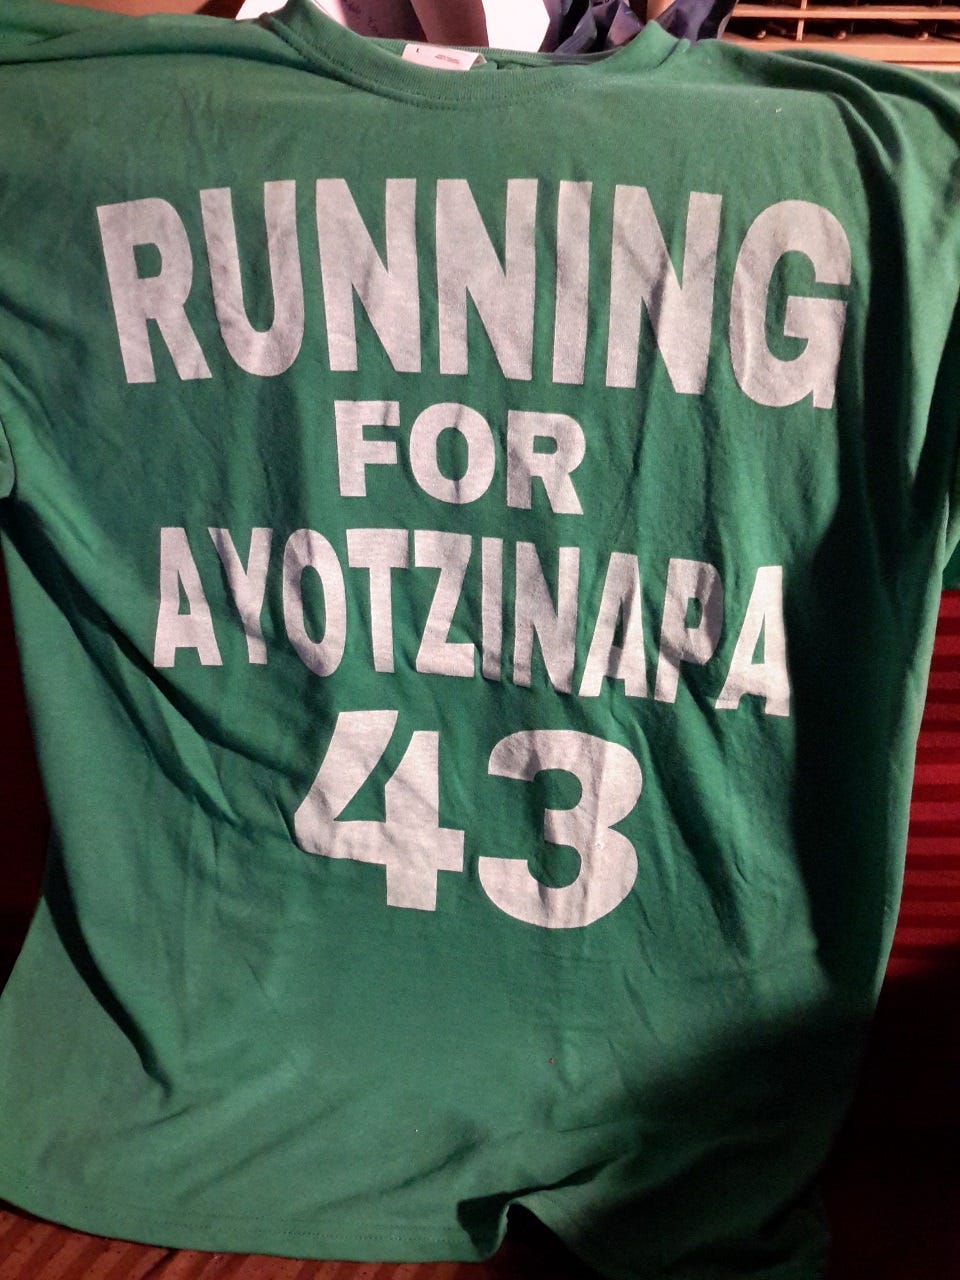 RUNNING
FOR
AYOTZINAPA
43